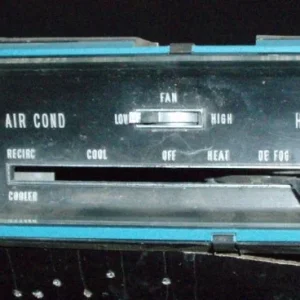 FAN
AIR COND LOW HIGH H
RECIRC COOL OFF HEAT DE FOG
COOLER